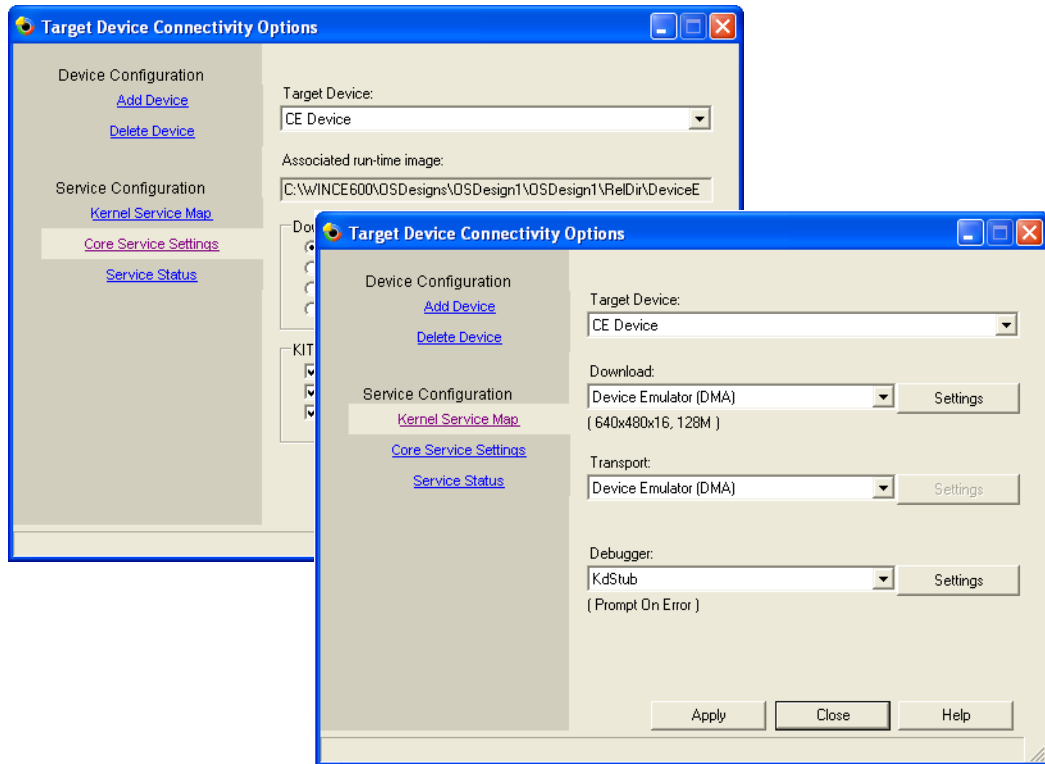 Target Device Connectivity Options
Device Configuration
Add Device
Delete Device
Service Configuration
Kernel Service Map
Core Service Settings
Service Status
Target Device:
CE Device
Associated run-time image:
C:\WINCE600\OSDesigns\OSDesign1\OSDesign1\RelDir\DeviceE
KIT
Target Device Connectivity Options
Device Configuration
Add Device
Delete Device
Service Configuration
Kernel Service Map
Core Service Settings
Service Status
Target Device:
CE Device
Download:
Device Emulator (DMA) Settings
( 640x480x16, 128M )
Transport:
Device Emulator (DMA) Settings
Debugger:
KdStub Settings
( Prompt On Error )
Apply Close Help